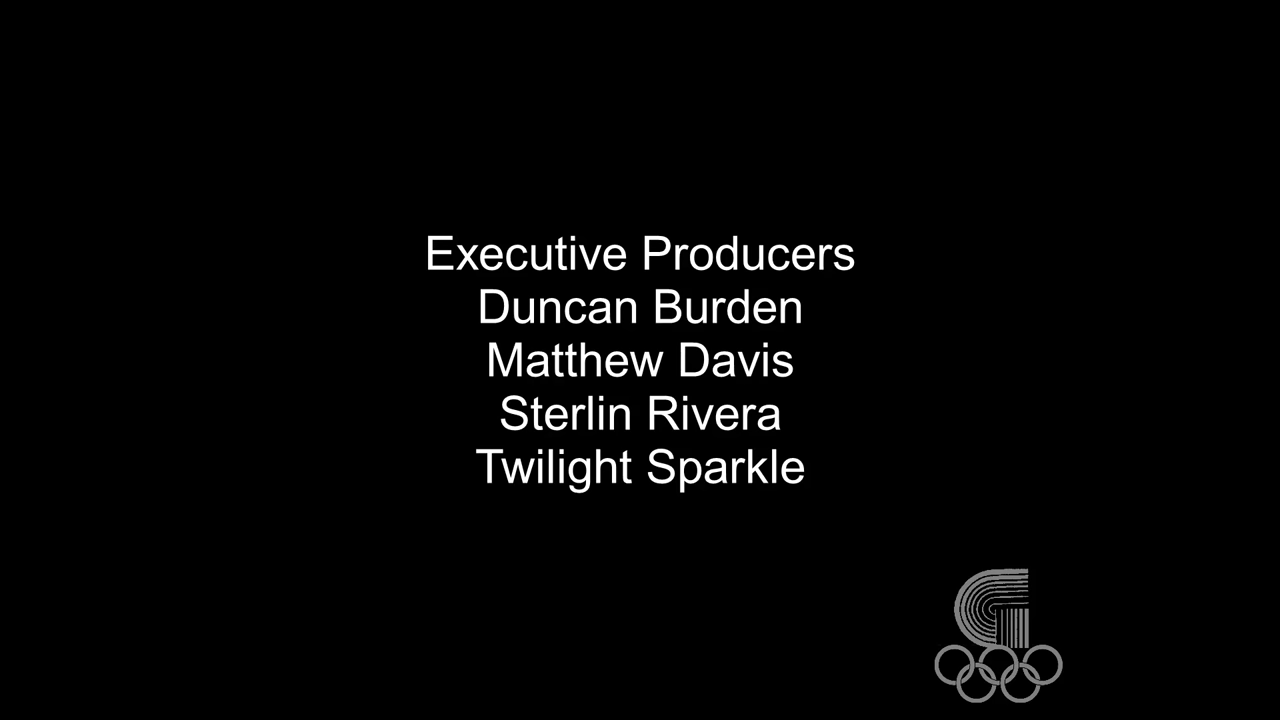 Executive Producers
Duncan Burden
Matthew Davis
Sterlin Rivera
Twilight Sparkle